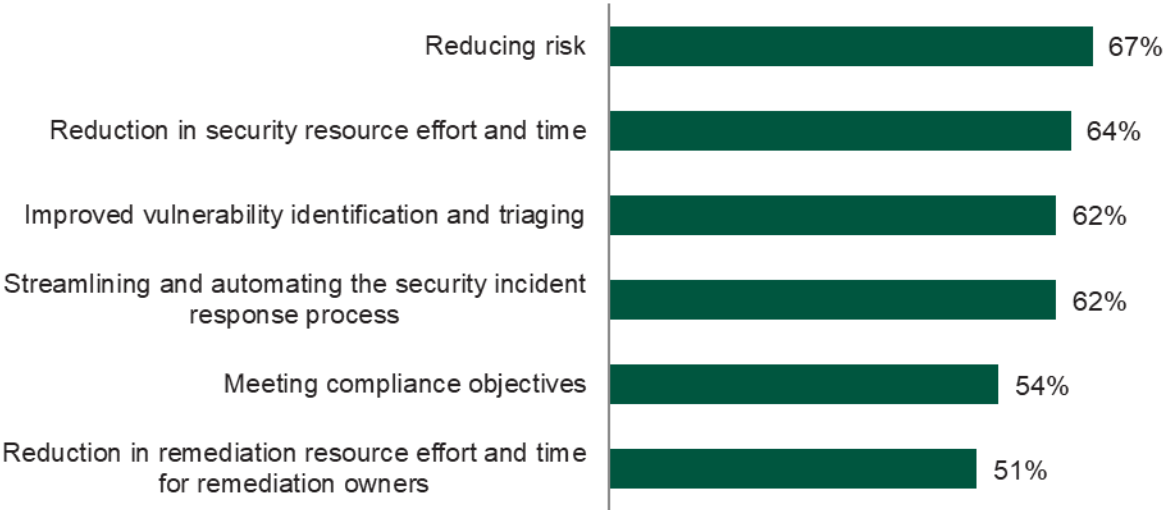 Reducing risk
67%
Reduction in security resource effort and time
64%
Improved vulnerability identification and triaging
62%
Streamlining and automating the security incident
response process
62%
Meeting compliance objectives
54%
Reduction in remediation resource effort and time
for remediation owners
51%